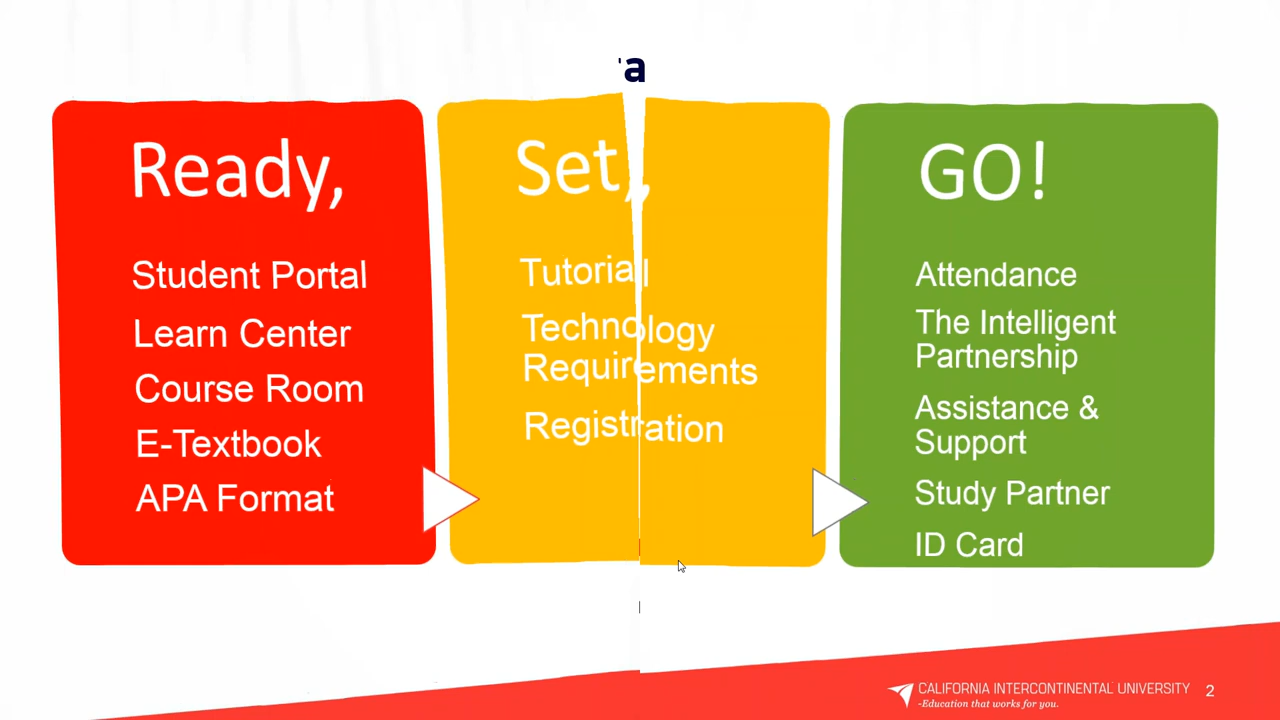 a
Ready,
Student Portal
Learn Center
Course Room
E-Textbook
APA Format
Set,
Tutorial
Technology
Requirements
Registration
GO!
Attendance
The Intelligent
Partnership
Assistance &
Support
Study Partner
ID Card
CALIFORNIA INTERCONTINENTAL UNIVERSITY
-Education that works for you.
2